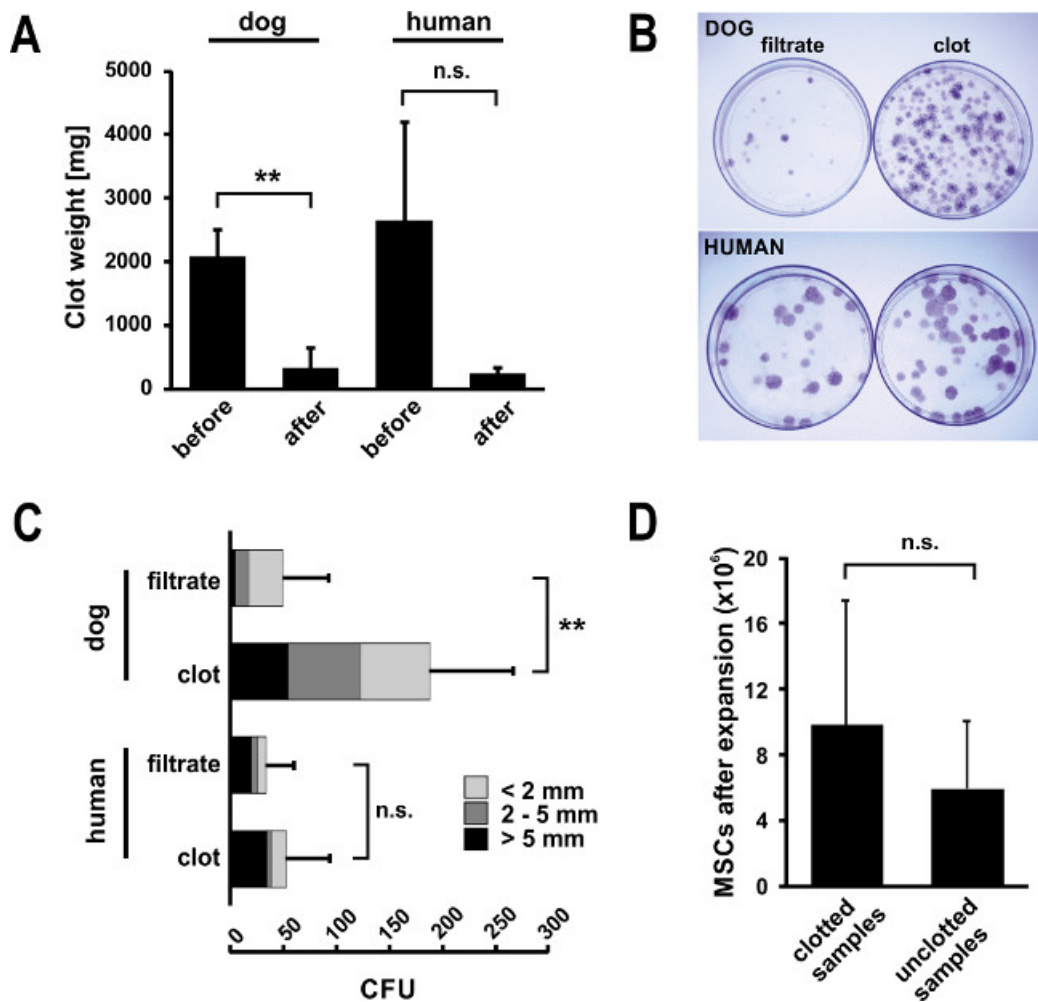 A
dog
human
n.s.
**
5000
4000
3000
2000
1000
0
Clot weight [mg]
before
after
before
after
B
DOG
filtrate
clot
HUMAN
C
dog
filtrate
clot
**
human
filtrate
clot
n.s.
< 2 mm
2 - 5 mm
> 5 mm
0
50
100
150
200
250
300
CFU
D
n.s.
20
16
12
8
4
0
MSCs after expansion (x10⁶)
clotted
samples
unclotted
samples